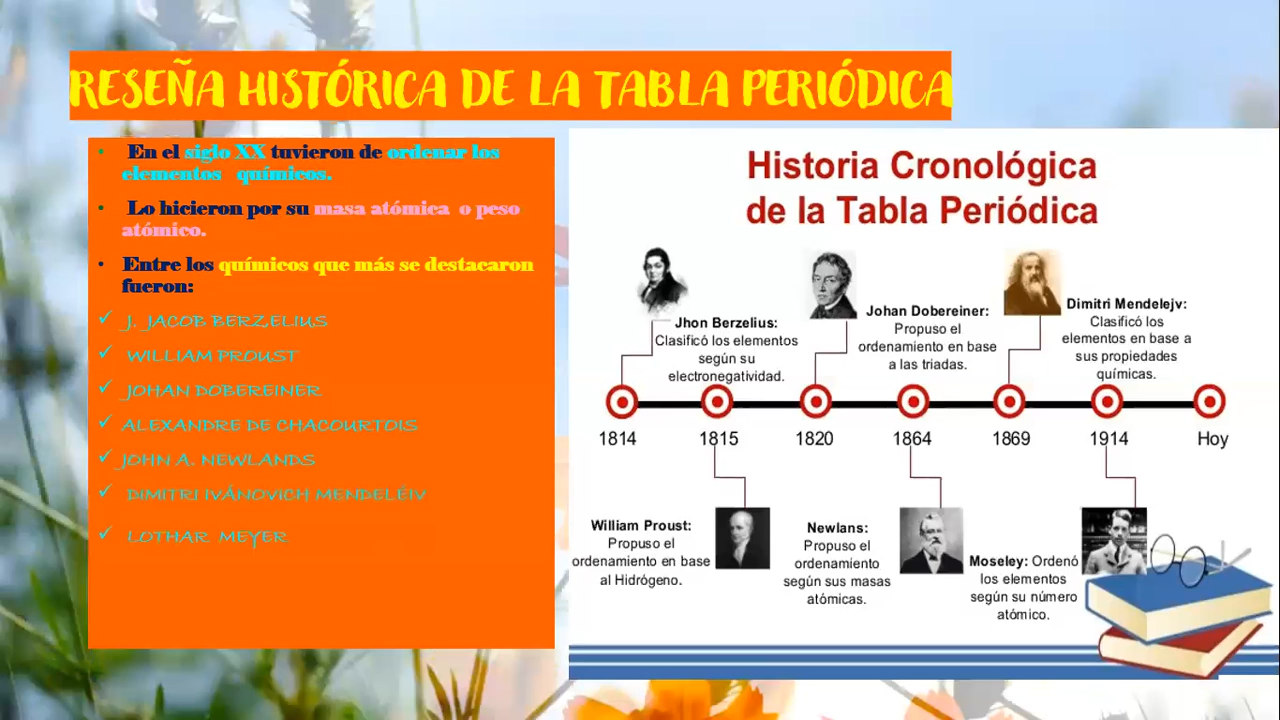 RESEÑA HISTÓRICA DE LA TABLA PERIÓDICA
En el siglo XX tuvieron de ordenar los
elementos químicos.
Lo hicieron por su masa atómica o peso
atómico.
Entre los químicos que más se destacaron
fueron:
J. JACOB BERZELIUS
WILLIAM PROUST
JOHAN DOBEREINER
ALEXANDRE DE CHACOURTOIS
JOHN A. NEWLANDS
DIMITRI IVÁNOVICH MENDELÉIV
LOTHAR MEYER
Historia Cronológica
de la Tabla Periódica
Jhon Berzelius:
Clasificó los elementos
según su
electronegatividad.
Johan Dobereiner:
Propuso el
ordenamiento en base
a las triadas.
Dimitri Mendelejv:
Clasificó los
elementos en base a
sus propiedades
químicas.
1814 1815 1820 1864 1869 1914 Hoy
William Proust:
Propuso el
ordenamiento en base
al Hidrógeno.
Newlans:
Propuso el
ordenamiento
según sus masas
atómicas.
Moseley: Ordenó
los elementos
según su número
atómico.